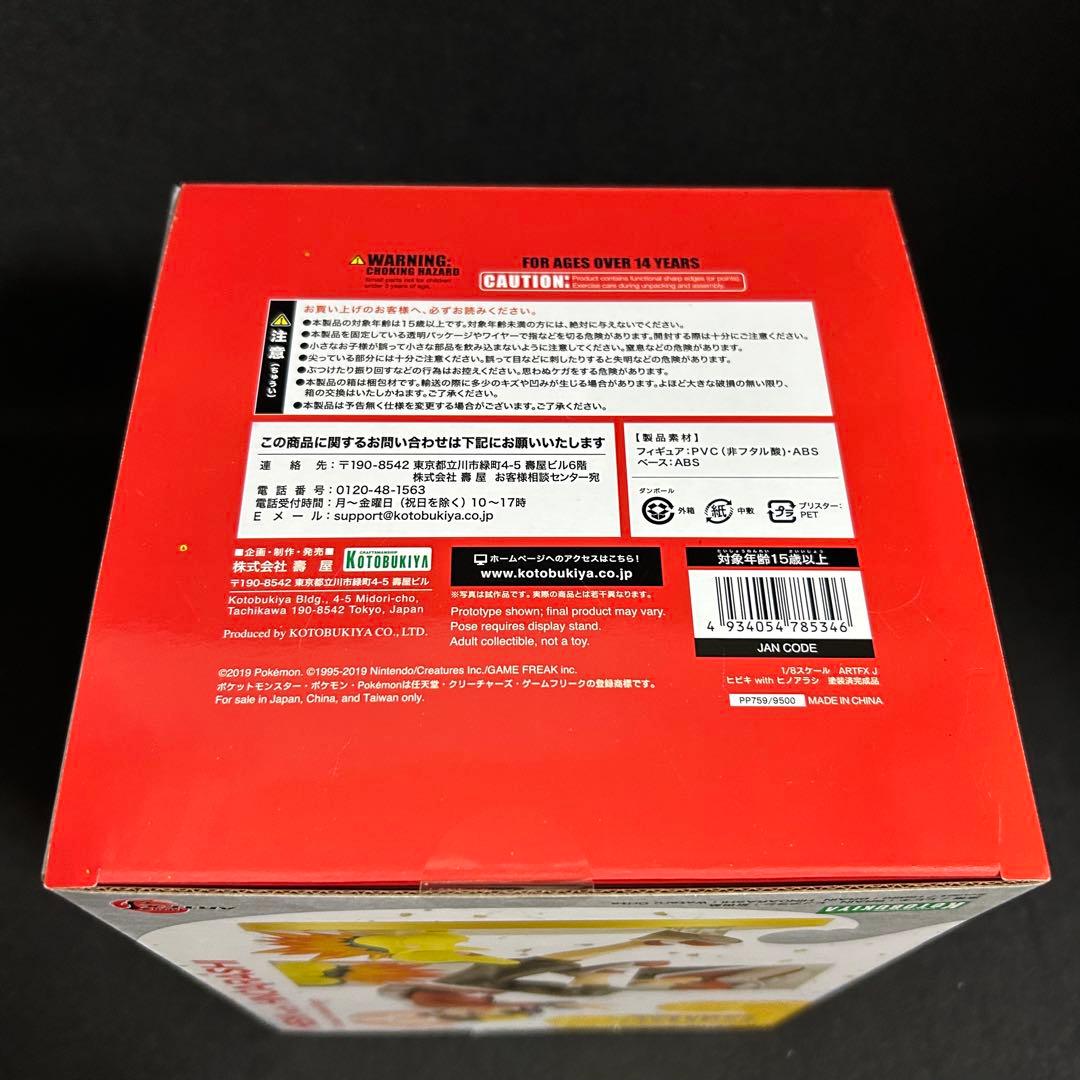 ⚠WARNING:
CHOKING HAZARD
Small parts not for children
under 3 years of age.
FOR AGES OVER 14 YEARS
CAUTION: Product contains functional sharp edges (or points).
Exercise care during unpacking and assembly.
注意(ちゅうい)
お買い上げのお客様へ、必ずお読みください。
●本製品の対象年齢は15歳以上です。対象年齢未満の方には、絶対に与えないでください。
●本製品を固定している透明パッケージやワイヤーで指などを切る危険があります。開封する際は十分にご注意ください。
●小さなお子様が誤って小さな部品を飲み込まないように注意してください。窒息などの危険があります。
●尖っている部分には十分ご注意ください。誤って目などに刺したりすると失明などの危険があります。
●ぶつけたり振り回すなどの行為はお控えください。思わぬケガをする危険があります。
●本製品の箱は梱包材です。輸送の際に多少のキズや凹みが生じる場合があります。よほど大きな破損の無い限り、
箱の交換はいたしかねます。ご了承ください。
●本製品は予告無く仕様を変更する場合がございます。ご了承ください。
この商品に関するお問い合わせは下記にお願いいたします
連絡先:〒190-8542 東京都立川市緑町4-5 壽屋ビル6階
株式会社 壽屋 お客様相談センター宛
電話番号:0120-48-1563
電話受付時間:月〜金曜日(祝日を除く)10〜17時
Eメール:support@kotobukiya.co.jp
【製品素材】
フィギュア:PVC(非フタル酸)・ABS
ベース:ABS
ダンボール
外箱
紙
中敷
プラ
ブリスター:
PET
■企画・制作・発売■
株式会社 壽屋
CRAFTSMANSHIP
KOTOBUKIYA
〒190-8542 東京都立川市緑町4-5 壽屋ビル
Kotobukiya Bldg., 4-5 Midori-cho,
Tachikawa 190-8542 Tokyo, Japan
Produced by KOTOBUKIYA CO., LTD.
ホームページへのアクセスはこちら!
www.kotobukiya.co.jp
※写真は試作品です。実際の商品とは若干異なります。
Prototype shown; final product may vary.
Pose requires display stand.
Adult collectible, not a toy.
たいしょうねんれい さいいじょう
対象年齢15歳以上
4 934054 785346
JAN CODE
©2019 Pokémon. ©1995-2019 Nintendo/Creatures Inc./GAME FREAK inc.
ポケットモンスター・ポケモン・Pokémonは任天堂・クリーチャーズ・ゲームフリークの登録商標です。
For sale in Japan, China, and Taiwan only.
1/8スケール ARTFX J
ヒビキ with ヒノアラシ 塗装済完成品
PP759/9500 MADE IN CHINA
KOTOBUKIYA